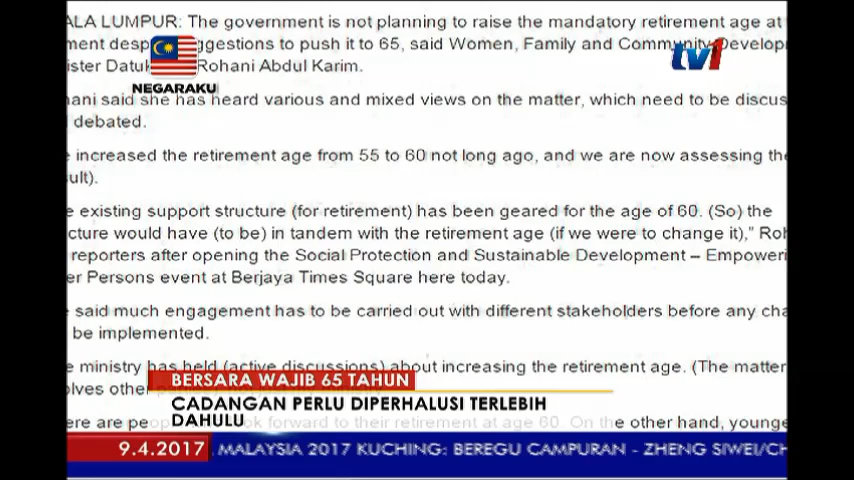 ALA LUMPUR: The government is not planning to raise the mandatory retirement age at
ment ggestions to push it to 65, said Women, Family and Community Develop
ister Rohani Abdul Karim.
tv1
NEGARAKU
hani said she has heard various and mixed views on the matter, which need to be discus
debated.
increased the retirement age from 55 to 60 not long ago, and we are now assessing the
ult).
e existing support structure (for retirement) has been geared for the age of 60. (So) the
cture would have (to be) in tandem with the retirement age (if we were to change it)," Roh
reporters after opening the Social Protection and Sustainable Development – Empoweri
er Persons event at Berjaya Times Square here today.
said much engagement has to be carried out with different stakeholders before any cha
be implemented.
e ministry has held (active discussions) about increasing the retirement age. (The matter
BERSARA WAJIB 65 TAHUN
olves other
CADANGAN PERLU DIPERHALUSI TERLEBIH
DAHULU
ere are pe ok forward to their retirement at age 60. On the other hand, younge
9.4.2017 MALAYSIA 2017 KUCHING: BEREGU CAMPURAN - ZHENG SIWEI/CH